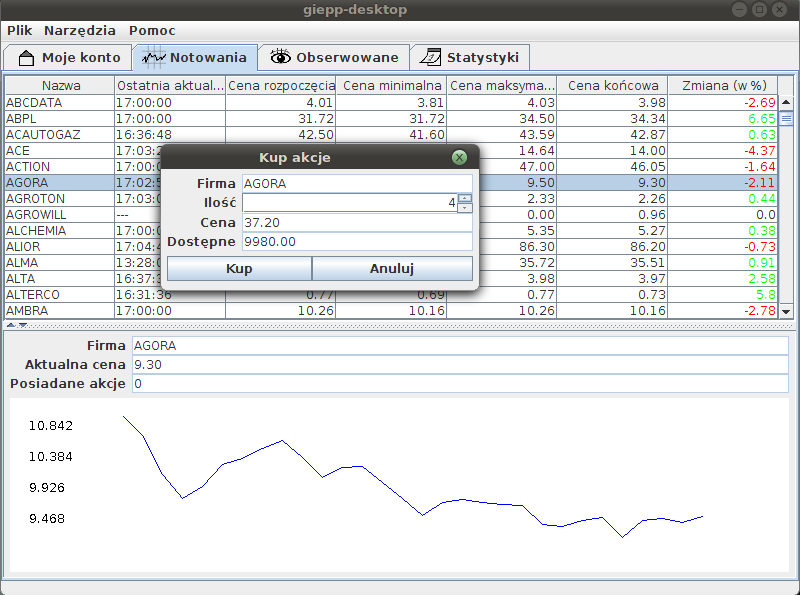 giepp-desktop
Plik Narzędzia Pomoc
Moje konto Notowania Obserwowane Statystyki
Nazwa Ostatnia aktual... Cena rozpoczęcia Cena minimalna Cena maksyma... Cena końcowa Zmiana (w %)
ABCDATA 17:00:00 4.01 3.81 4.03 3.98 -2.69
ABPL 17:00:00 31.72 31.72 34.50 34.34 6.65
ACAUTOGAZ 16:36:48 42.50 41.60 43.59 42.87 0.63
ACE 17:03:2 14.64 14.00 -4.37
ACTION 17:00:0 47.00 46.05 -1.64
AGORA 17:02:5 9.50 9.30 -2.11
AGROTON 17:03:0 2.33 2.26 0.44
AGROWILL --- 0.00 0.96 0.0
ALCHEMIA 17:00:0 5.35 5.27 0.38
ALIOR 17:04:4 86.30 86.20 -0.73
ALMA 13:28:0 35.72 35.51 0.91
ALTA 16:37:3 3.98 3.97 2.58
ALTERCO 16:31:36 0.77 0.69 0.77 0.73 5.8
AMBRA 17:00:00 10.26 10.16 10.26 10.16 -2.78
Kup akcje
Firma AGORA
Ilość 4
Cena 37.20
Dostępne 9980.00
Kup Anuluj
Firma AGORA
Aktualna cena 9.30
Posiadane akcje 0
10.842
10.384
9.926
9.468